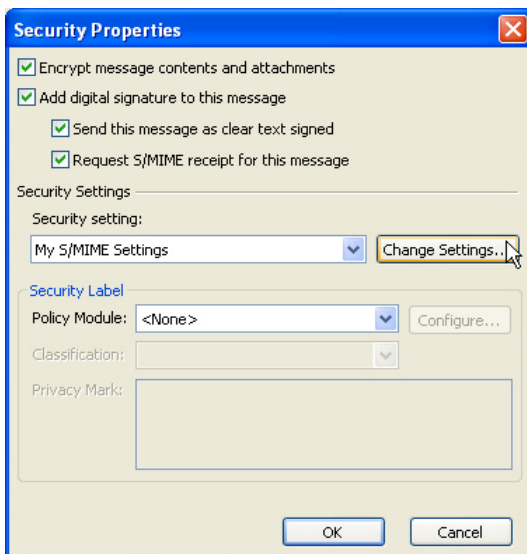 Security Properties
Encrypt message contents and attachments
Add digital signature to this message
Send this message as clear text signed
Request S/MIME receipt for this message
Security Settings
Security setting:
My S/MIME Settings
Change Settings...
Security Label
Policy Module: <None>
Configure...
Classification:
Privacy Mark:
OK
Cancel